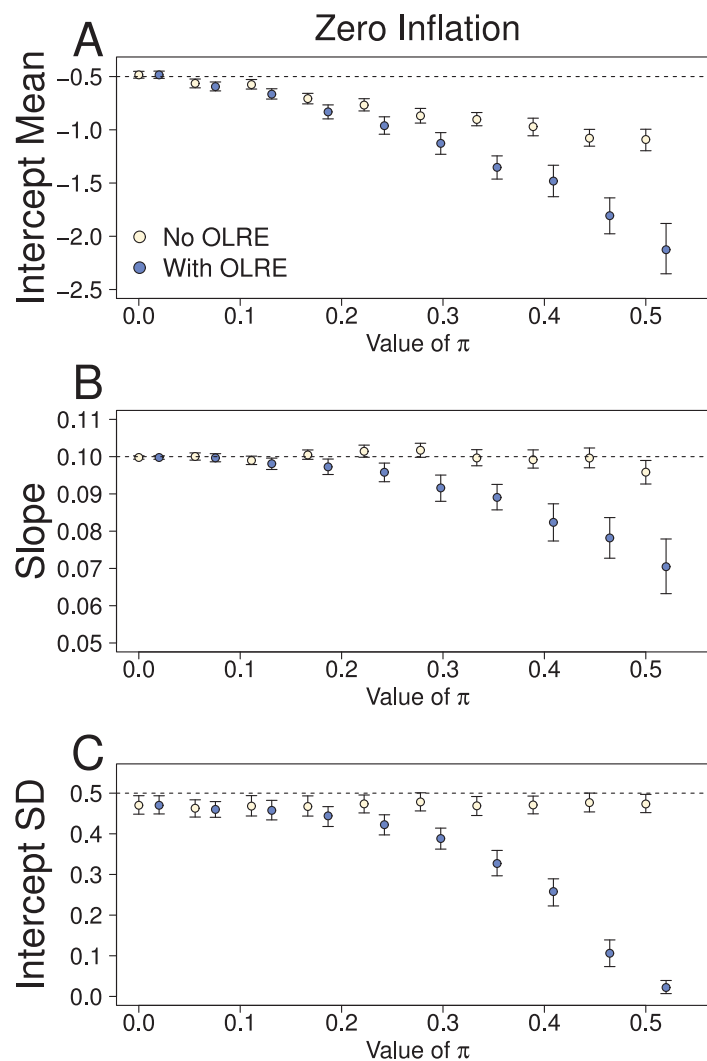 Zero Inflation
A
Intercept Mean
−0.5
−1.0
−1.5
−2.0
−2.5
No OLRE
With OLRE
0.0 0.1 0.2 0.3 0.4 0.5
Value of π
B
Slope
0.11
0.10
0.09
0.08
0.07
0.06
0.05
0.0 0.1 0.2 0.3 0.4 0.5
Value of π
C
Intercept SD
0.5
0.4
0.3
0.2
0.1
0.0
0.0 0.1 0.2 0.3 0.4 0.5
Value of π